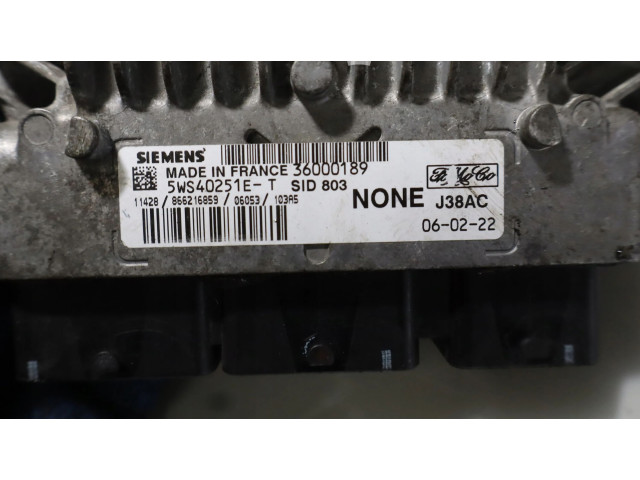 SIEMENS
MADE IN FRANCE 36000189
5WS40251E-T SID 803
11428 / 866216859 / 06053 / 103A5
NONE J38AC
06-02-22